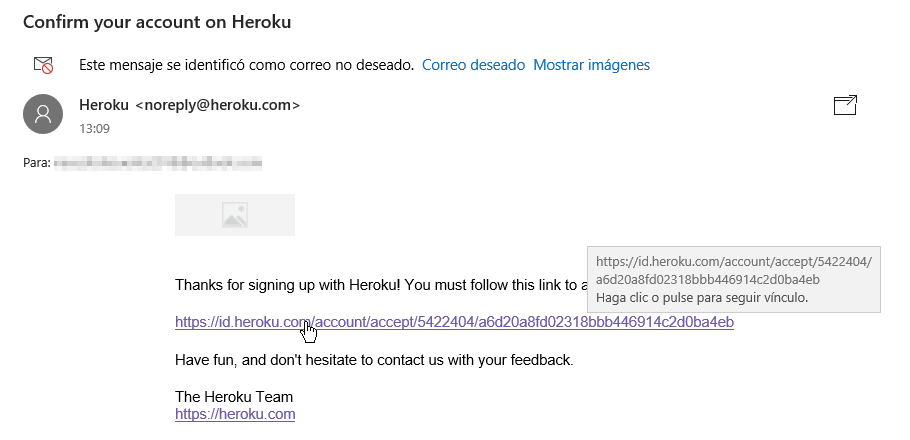 Confirm your account on Heroku
Este mensaje se identificó como correo no deseado. Correo deseado Mostrar imágenes
Heroku <noreply@heroku.com>
13:09
Para:
https://id.heroku.com/account/accept/5422404/
a6d20a8fd02318bbb446914c2d0ba4eb
Haga clic o pulse para seguir vínculo.
Thanks for signing up with Heroku! You must follow this link to a
https://id.heroku.com/account/accept/5422404/a6d20a8fd02318bbb446914c2d0ba4eb
Have fun, and don't hesitate to contact us with your feedback.
The Heroku Team
https://heroku.com